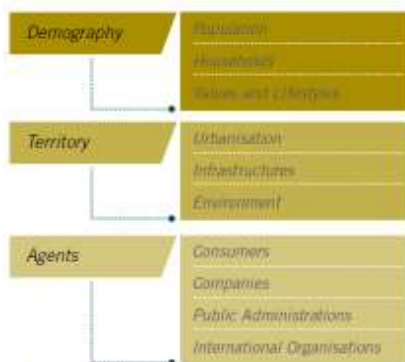 Demography
Population
Households
Values and Lifestyles
Territory
Urbanisation
Infrastructures
Environment
Agents
Consumers
Companies
Public Administrations
International Organisations